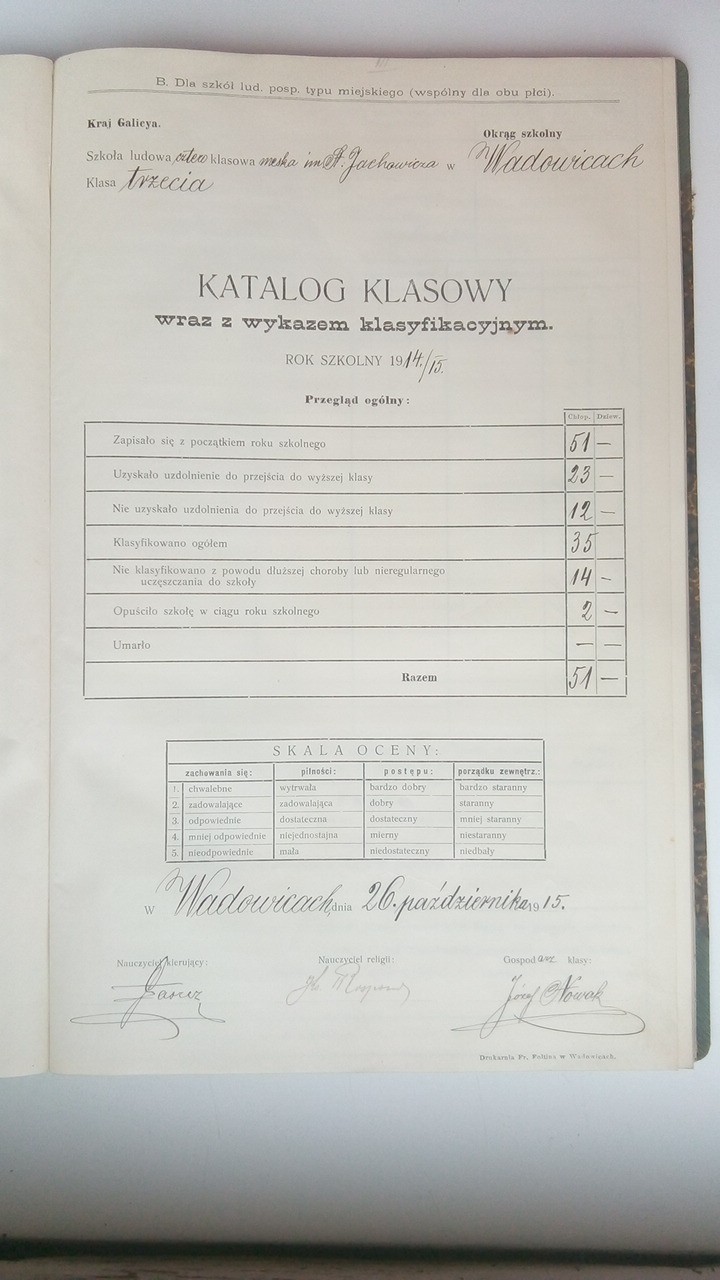 B. Dla szkół lud. posp. typu miejskiego (wspólny dla obu płci).
Kraj Galicya.
Okrąg szkolny
Szkoła ludowa cztero klasowa męska im. St. Jachowicza w Wadowicach
Klasa trzecia
KATALOG KLASOWY
wraz z wykazem klasyfikacyjnym.
ROK SZKOLNY 1914/15.
Przegląd ogólny:
Chłop. Dziew.
Zapisało się z początkiem roku szkolnego 51 —
Uzyskało uzdolnienie do przejścia do wyższej klasy 23 —
Nie uzyskało uzdolnienia do przejścia do wyższej klasy 12 —
Klasyfikowano ogółem 35
Nie klasyfikowano z powodu dłuższej choroby lub nieregularnego
uczęszczania do szkoły 14 —
Opuściło szkołę w ciągu roku szkolnego 2 —
Umarło — —
Razem 51 —
SKALA OCENY:
zachowania się: pilności: postępu: porządku zewnętrz.:
1. chwalebne wytrwała bardzo dobry bardzo staranny
2. zadowalające zadowalająca dobry staranny
3. odpowiednie dostateczna dostateczny mniej staranny
4. mniej odpowiednie niejednostajna mierny niestaranny
5. nieodpowiednie mała niedostateczny niedbały
W Wadowicach, dnia 26. października 1915.
Nauczyciel kierujący: Nauczyciel religii: Gospodarz klasy:
Józef Nowak
Drukarnia Fr. Foltina w Wadowicach.